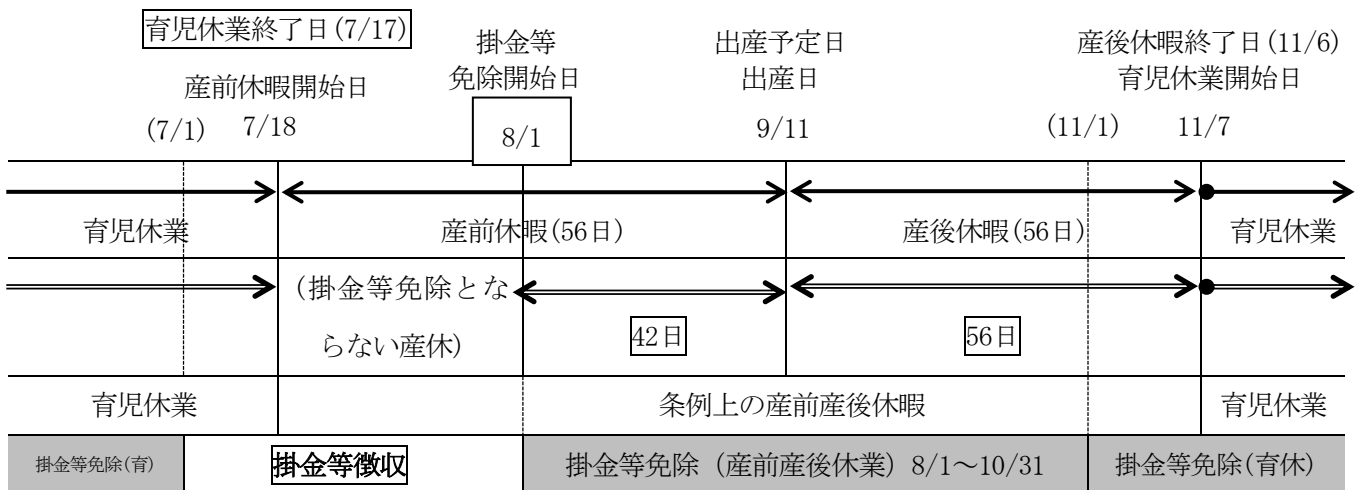 育児休業終了日(7/17)
掛金等
免除開始日
出産予定日
出産日
産後休暇終了日(11/6)
育児休業開始日
産前休暇開始日
(7/1)
7/18
8/1
9/11
(11/1)
11/7
育児休業
産前休暇(56日)
産後休暇(56日)
育児休業
(掛金等免除とな
らない産休)
42日
56日
育児休業
条例上の産前産後休暇
育児休業
掛金等免除(育)
掛金等徴収
掛金等免除（産前産後休業）8/1～10/31
掛金等免除(育休)